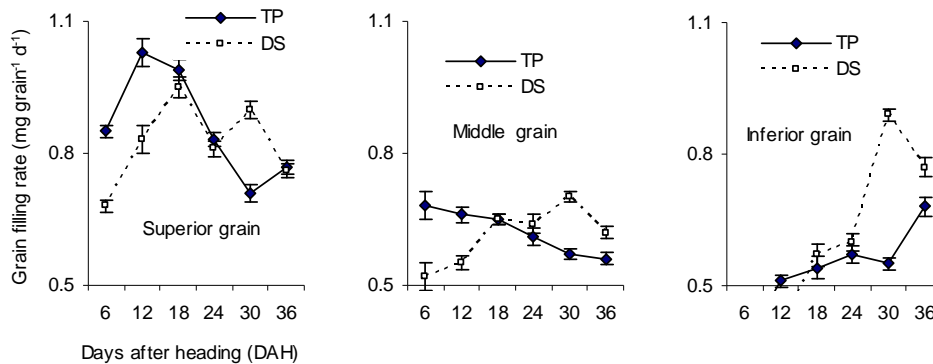 Grain filling rate (mg grain⁻¹ d⁻¹)
1.1
0.8
0.5
TP
DS
Superior grain
6 12 18 24 30 36
Days after heading (DAH)
1.1
0.8
0.5
TP
DS
Middle grain
6 12 18 24 30 36
1.1
0.8
0.5
TP
DS
Inferior grain
6 12 18 24 30 36